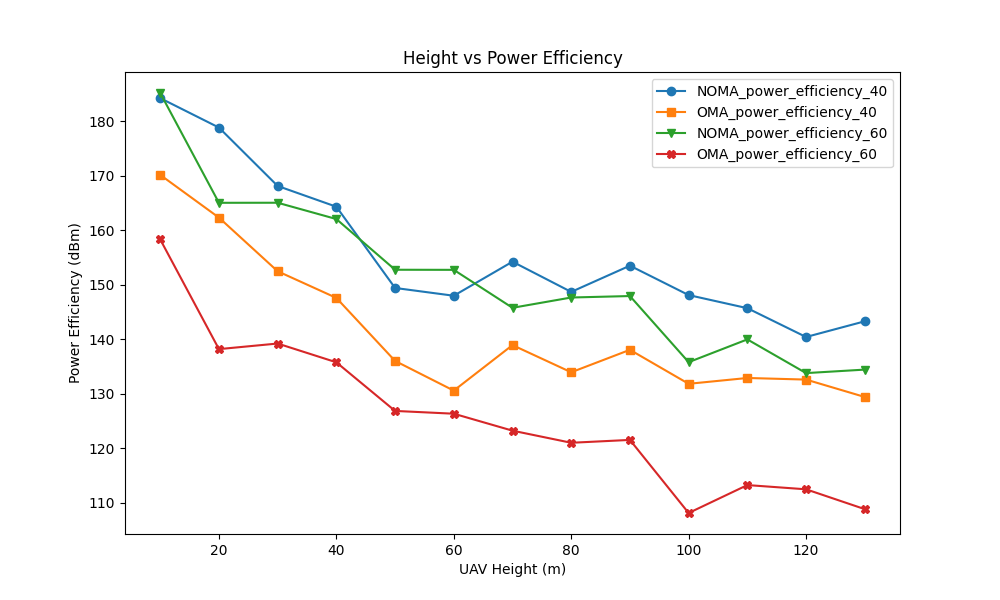 Height vs Power Efficiency
NOMA_power_efficiency_40
OMA_power_efficiency_40
NOMA_power_efficiency_60
OMA_power_efficiency_60
Power Efficiency (dBm)
180
170
160
150
140
130
120
110
20 40 60 80 100 120
UAV Height (m)